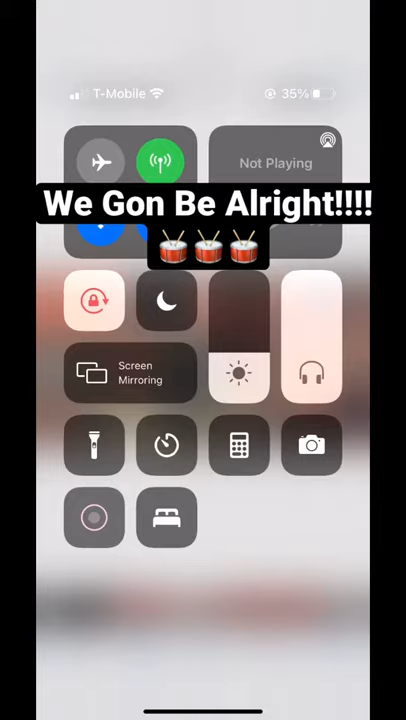 T-Mobile 35%
Not Playing
We Gon Be Alright!!!!
🥁🥁🥁
Screen
Mirroring